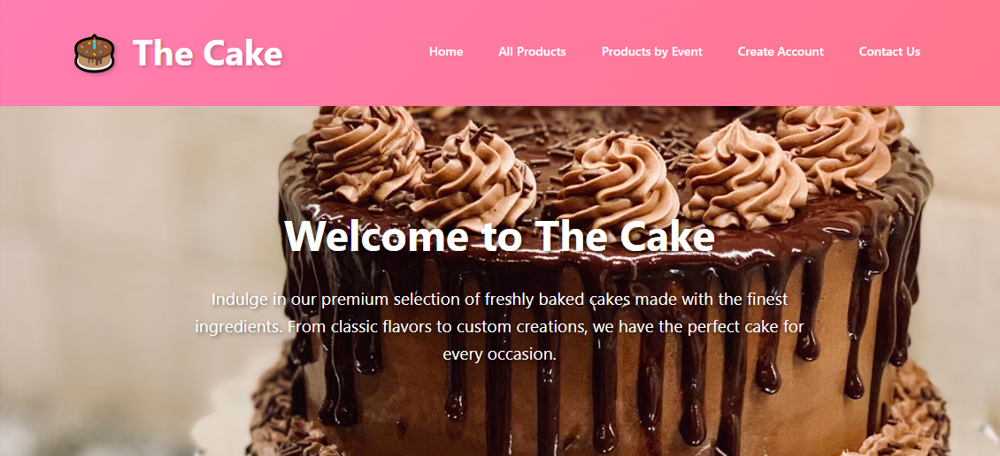 The Cake
Home All Products Products by Event Create Account Contact Us
Welcome to The Cake
Indulge in our premium selection of freshly baked cakes made with the finest
ingredients. From classic flavors to custom creations, we have the perfect cake for
every occasion.